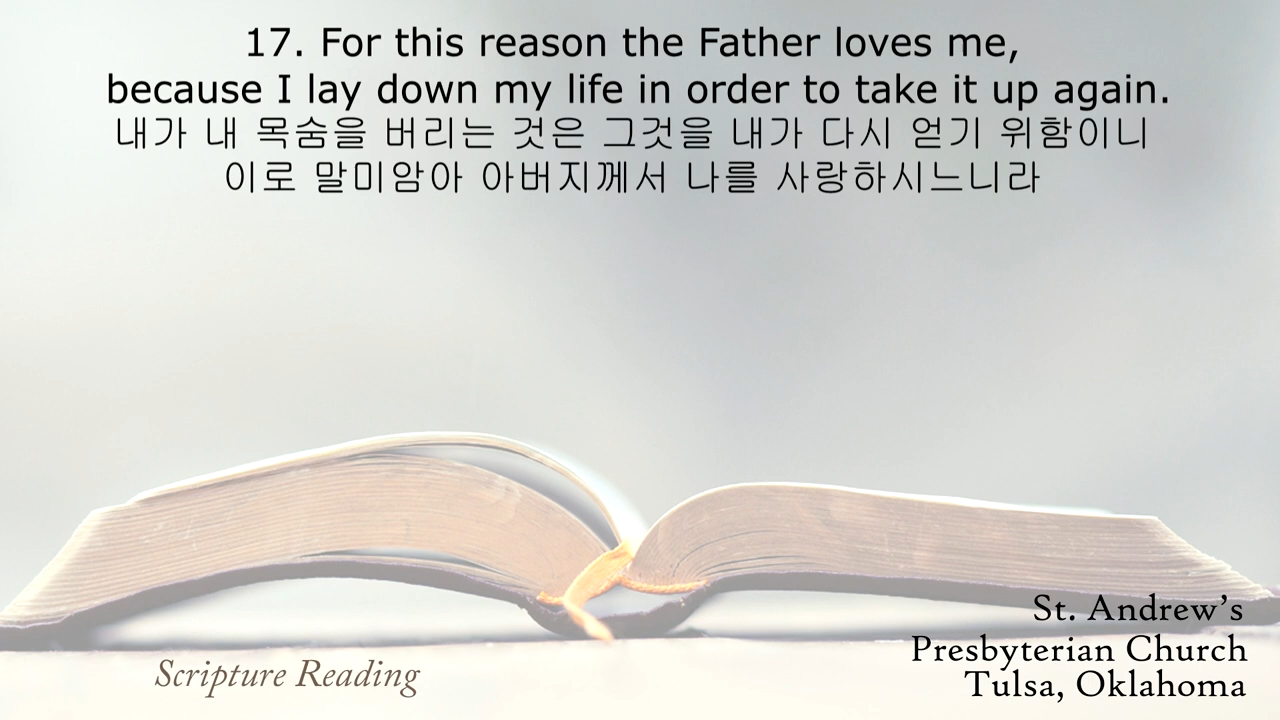 17. For this reason the Father loves me,
because I lay down my life in order to take it up again.
내가 내 목숨을 버리는 것은 그것을 내가 다시 얻기 위함이니
이로 말미암아 아버지께서 나를 사랑하시느니라
St. Andrew’s
Presbyterian Church
Tulsa, Oklahoma
Scripture Reading